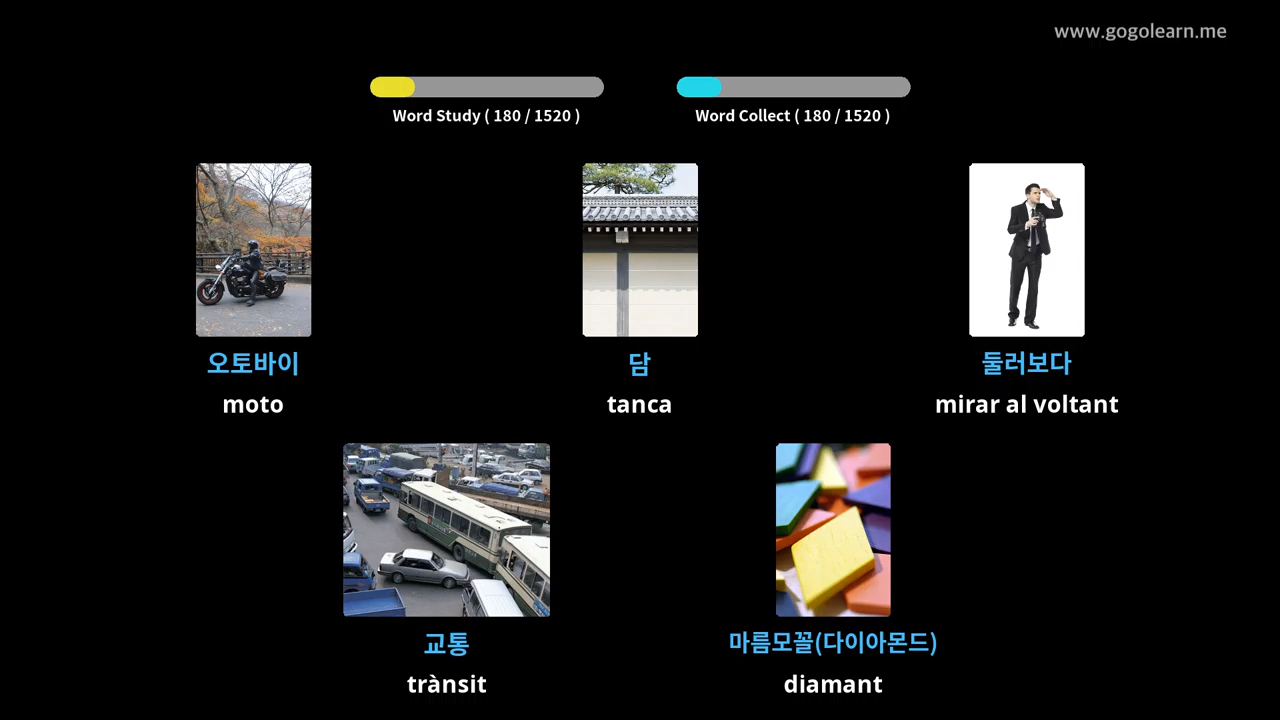 www.gogolearn.me
Word Study ( 180 / 1520 )
Word Collect ( 180 / 1520 )
오토바이
moto
담
tanca
둘러보다
mirar al voltant
교통
trànsit
마름모꼴(다이아몬드)
diamant